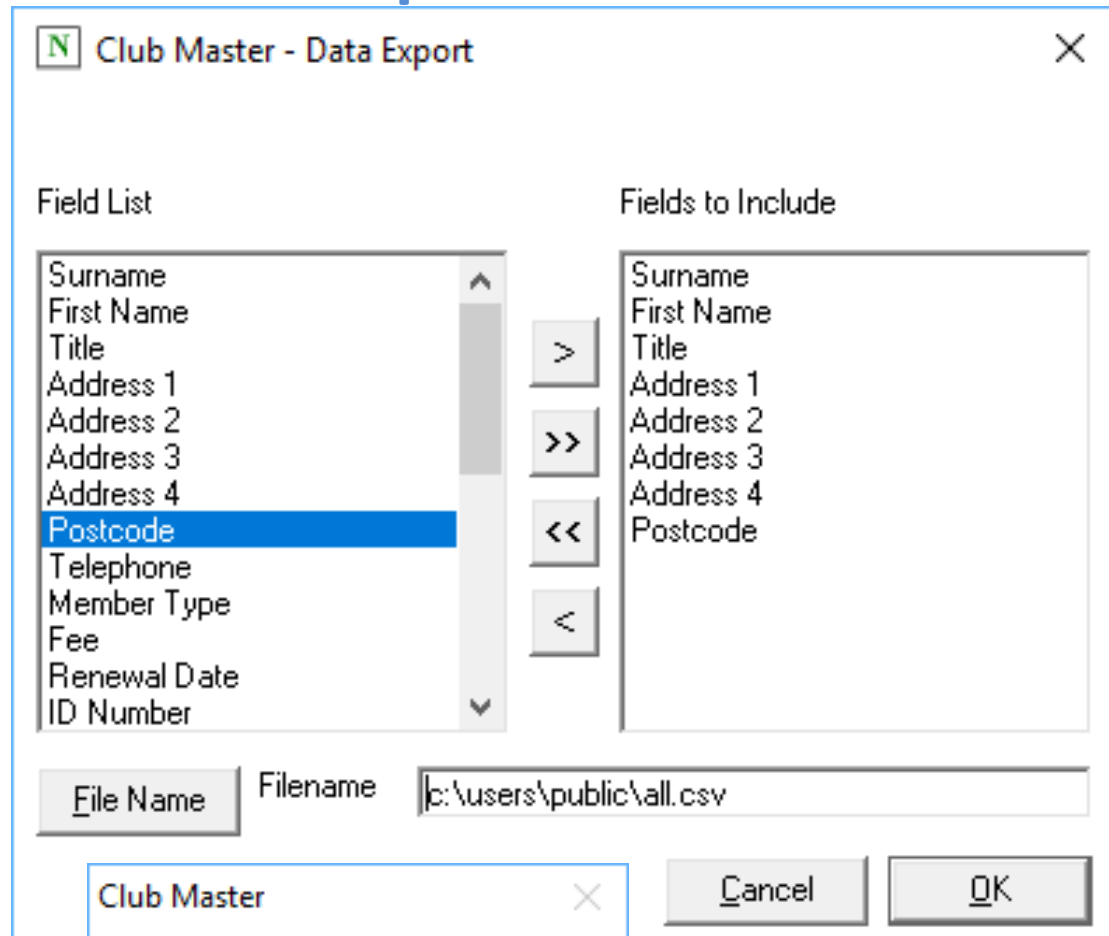 N Club Master - Data Export
Field List
Surname
First Name
Title
Address 1
Address 2
Address 3
Address 4
Postcode
Telephone
Member Type
Fee
Renewal Date
ID Number
>
>>
<<
<
Fields to Include
Surname
First Name
Title
Address 1
Address 2
Address 3
Address 4
Postcode
File Name
Filename
c:\users\public\all.csv
Club Master
Cancel
OK